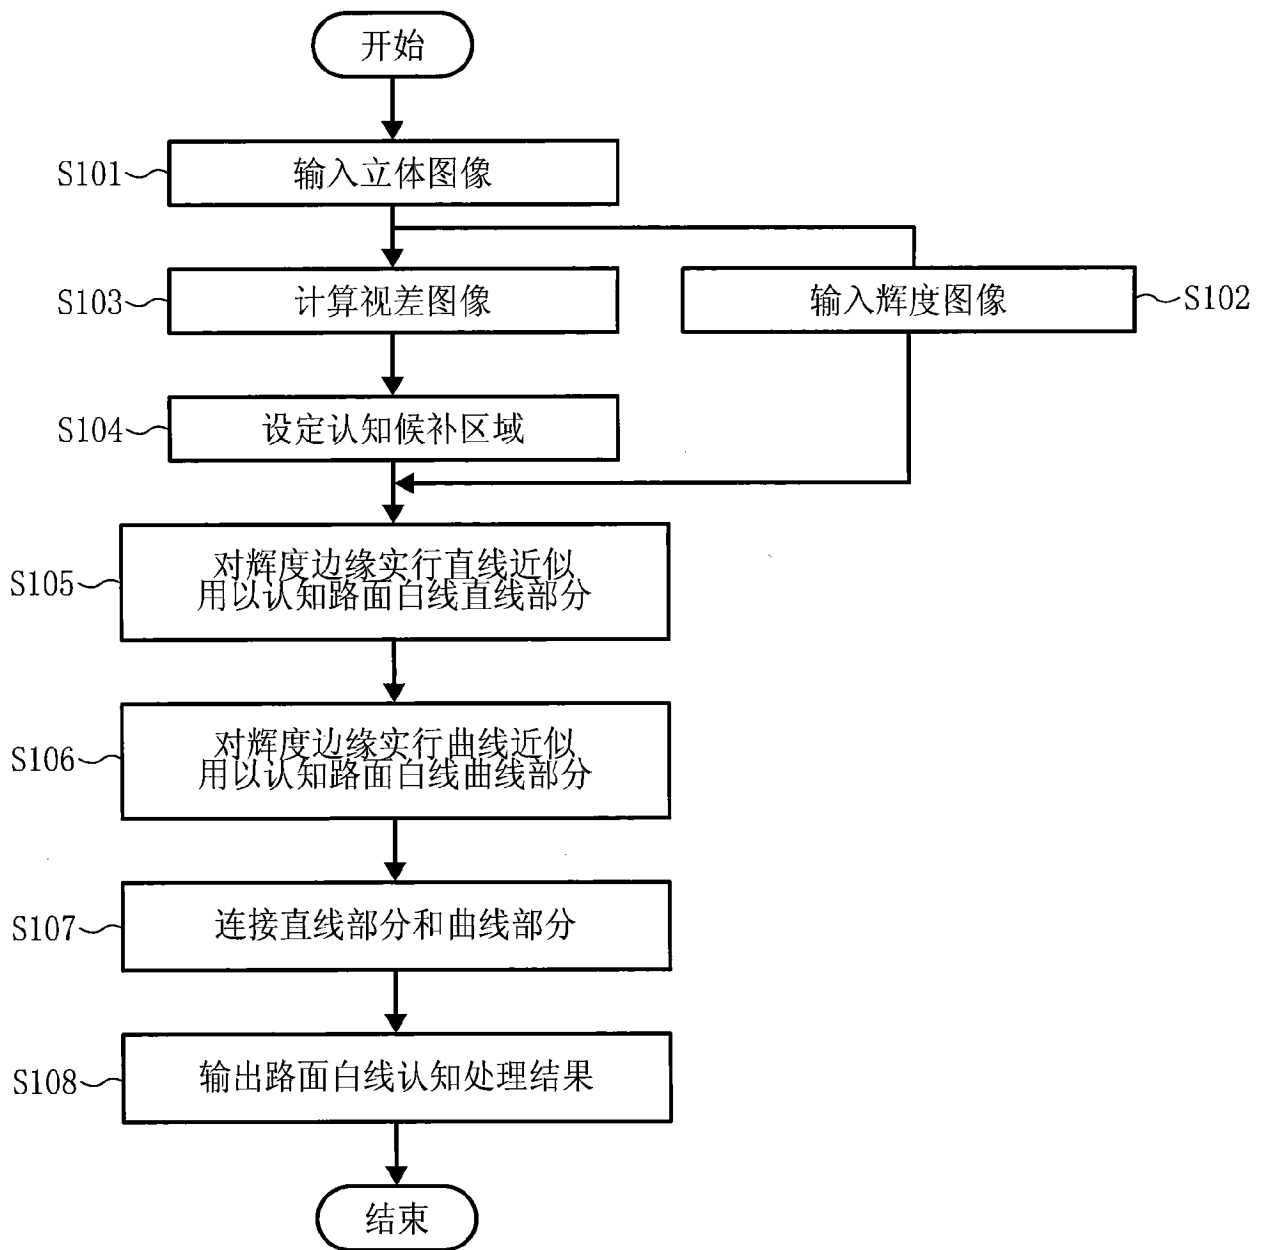 开始
S101
输入立体图像
S103
计算视差图像
输入辉度图像
S102
S104
设定认知候补区域
S105
对辉度边缘实行直线近似
用以认知路面白线直线部分
S106
对辉度边缘实行曲线近似
用以认知路面白线曲线部分
S107
连接直线部分和曲线部分
S108
输出路面白线认知处理结果
结束